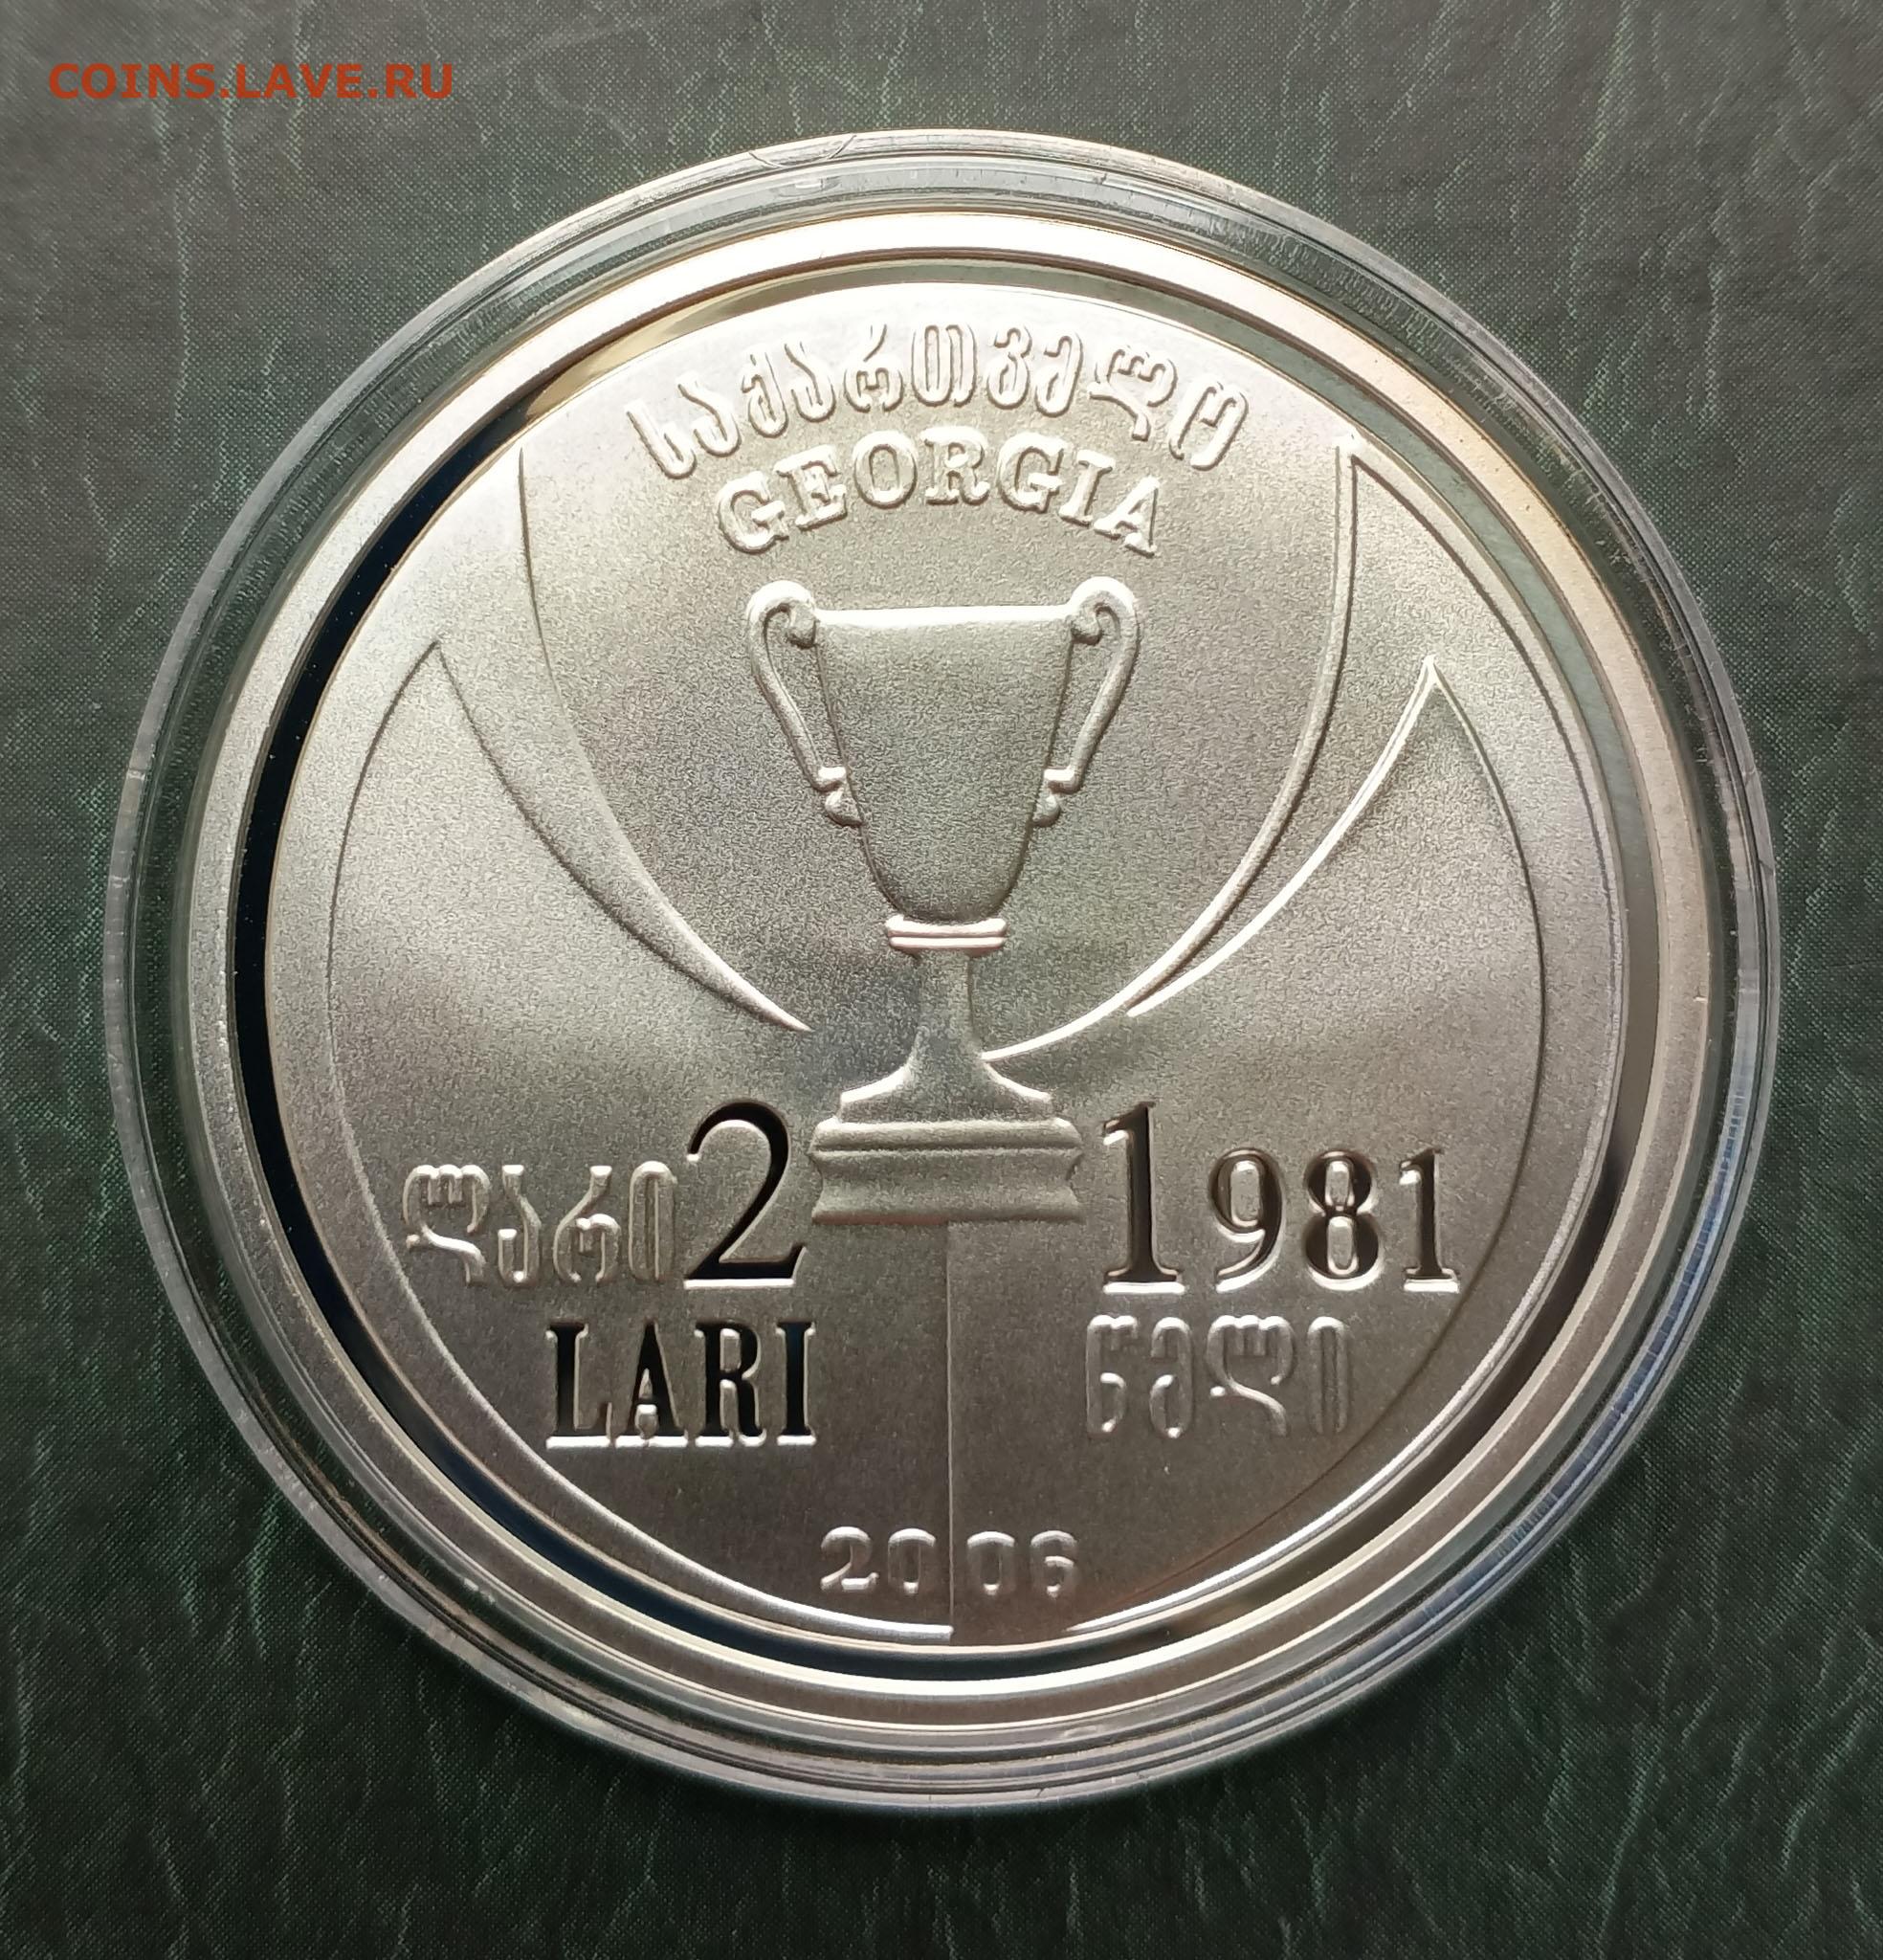 COINS.LAVE.RU
საქართველო
GEORGIA
ლარი 2
LARI
1981
წელი
2006